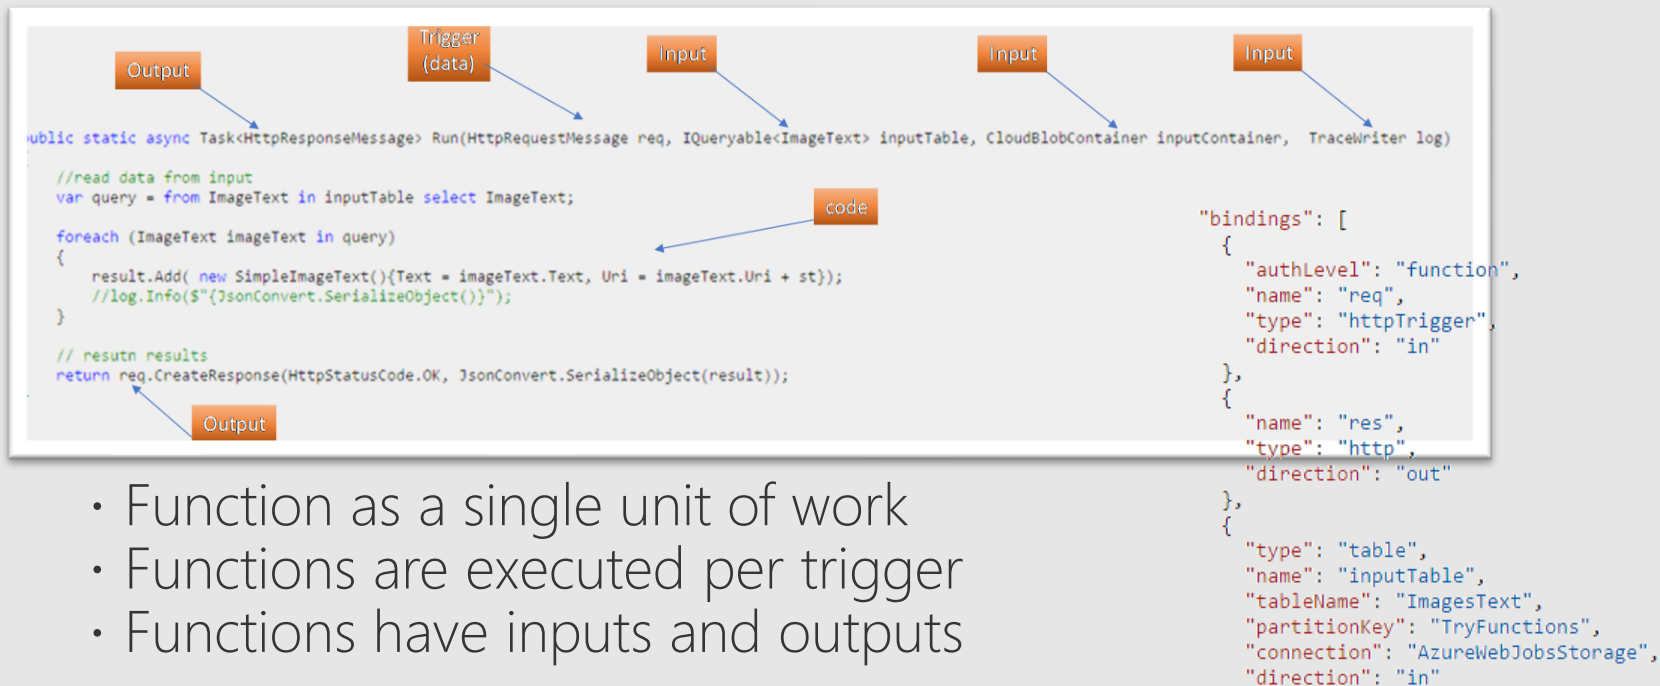 Output
Trigger
(data)
Input
Input
Input
ublic static async Task<HttpResponseMessage> Run(HttpRequestMessage req, IQueryable<ImageText> inputTable, CloudBlobContainer inputContainer,  TraceWriter log)
//read data from input
var query = from ImageText in inputTable select ImageText;
code
foreach (ImageText imageText in query)
{
result.Add( new SimpleImageText(){Text = imageText.Text, Uri = imageText.Uri + st});
//log.Info($"{JsonConvert.SerializeObject()}");
}
// resutn results
return req.CreateResponse(HttpStatusCode.OK, JsonConvert.SerializeObject(result));
Output
"bindings": [
{
"authLevel": "function",
"name": "req",
"type": "httpTrigger",
"direction": "in"
},
{
"name": "res",
"type": "http",
"direction": "out"
},
{
"type": "table",
"name": "inputTable",
"tableName": "ImagesText",
"partitionKey": "TryFunctions",
"connection": "AzureWebJobsStorage",
"direction": "in"
• Function as a single unit of work
• Functions are executed per trigger
• Functions have inputs and outputs